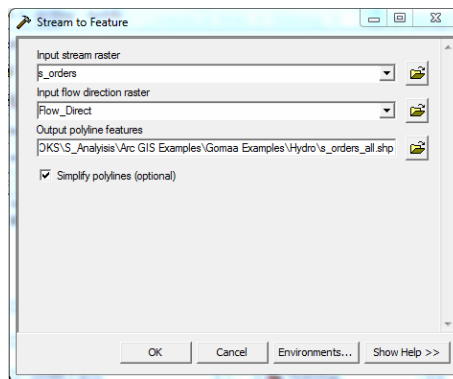 Stream to Feature
Input stream raster
s_orders
Input flow direction raster
Flow_Direct
Output polyline features
OKS\S_Analyisis\Arc GIS Examples\Gomaa Examples\Hydro\s_orders_all.shp
Simplify polylines (optional)
OK Cancel Environments... Show Help >>